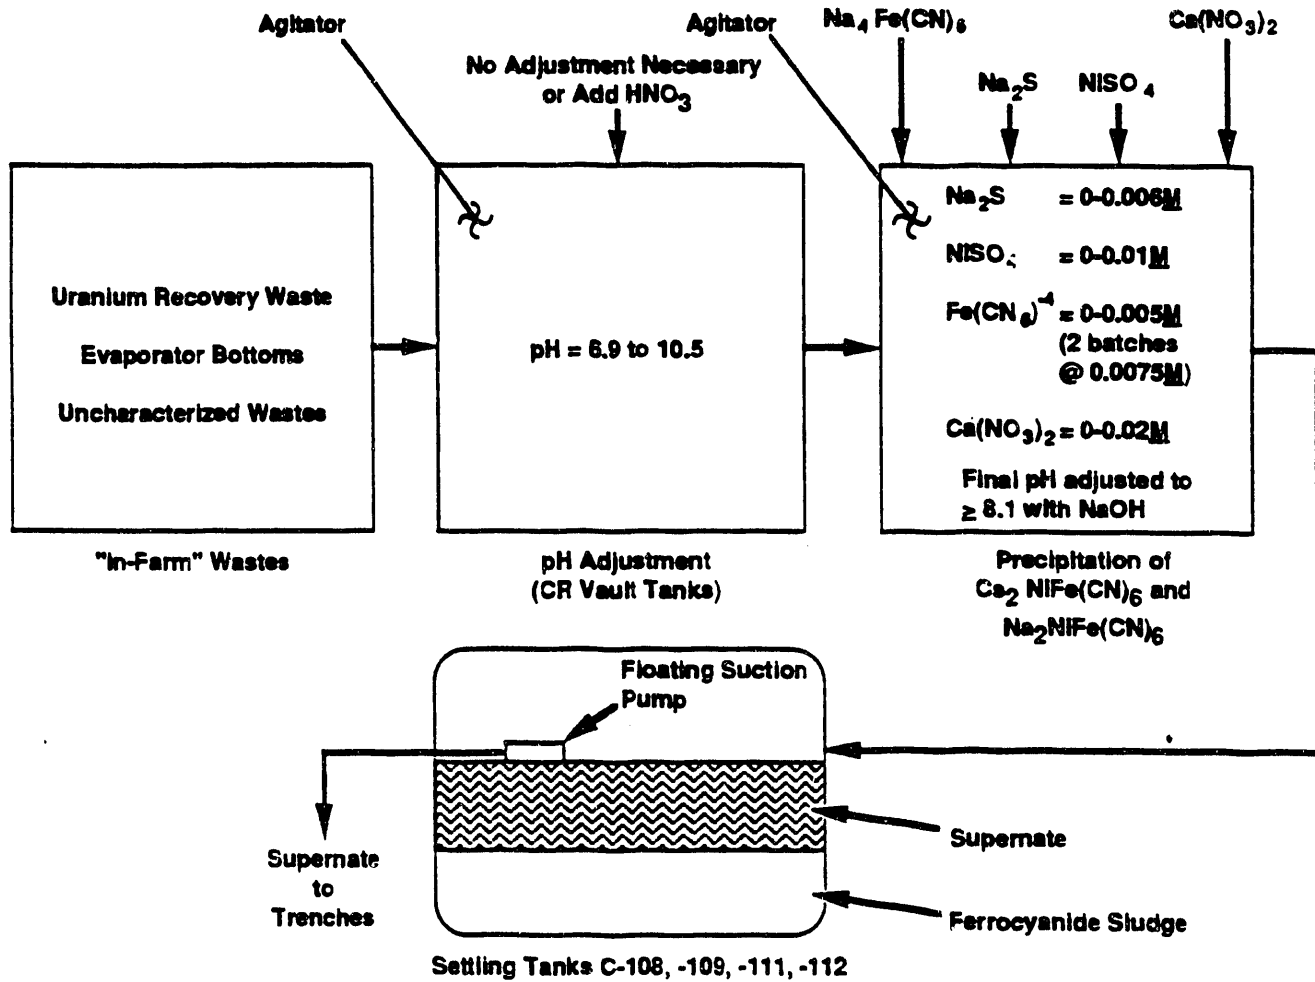 Agitator
No Adjustment Necessary
or Add HNO3
Agitator
Na4 Fe(CN)6
Na2S
NiSO4
Ca(NO3)2
Uranium Recovery Waste
Evaporator Bottoms
Uncharacterized Wastes
"In-Farm" Wastes
pH = 6.9 to 10.5
pH Adjustment
(CR Vault Tanks)
Na2S = 0-0.006M
NiSO4 = 0-0.01M
Fe(CN6)-4 = 0-0.005M
(2 batches
@ 0.0075M)
Ca(NO3)2 = 0-0.02M
Final pH adjusted to
≥ 8.1 with NaOH
Precipitation of
Cs2 NiFe(CN)6 and
Na2NiFe(CN)6
Floating Suction
Pump
Supernate
to
Trenches
Supernate
Ferrocyanide Sludge
Settling Tanks C-108, -109, -111, -112